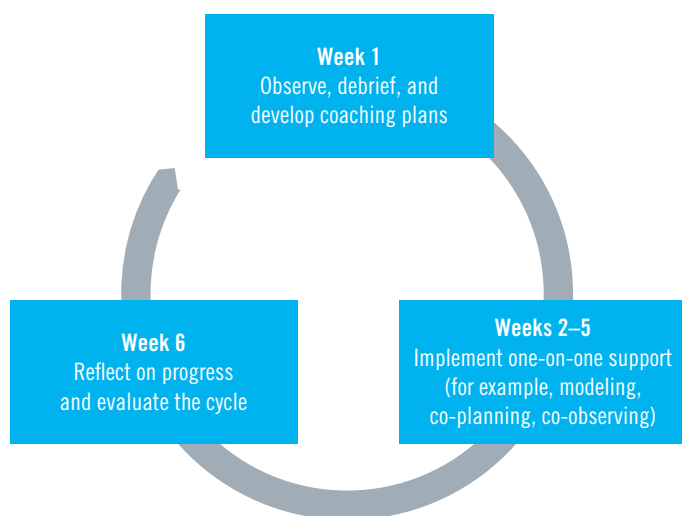 Week 1
Observe, debrief, and
develop coaching plans
Weeks 2–5
Implement one-on-one support
(for example, modeling,
co-planning, co-observing)
Week 6
Reflect on progress
and evaluate the cycle